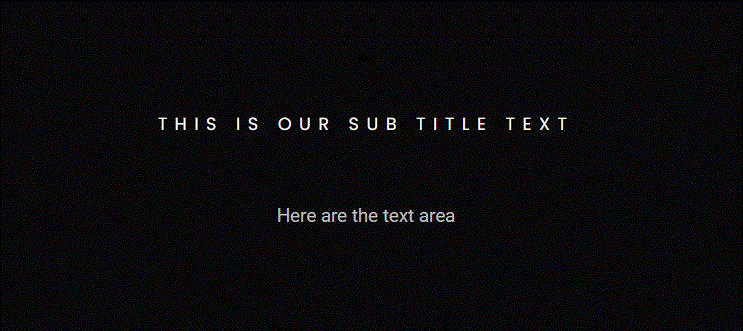 THIS IS OUR SUB TITLE TEXT
Here are the text area